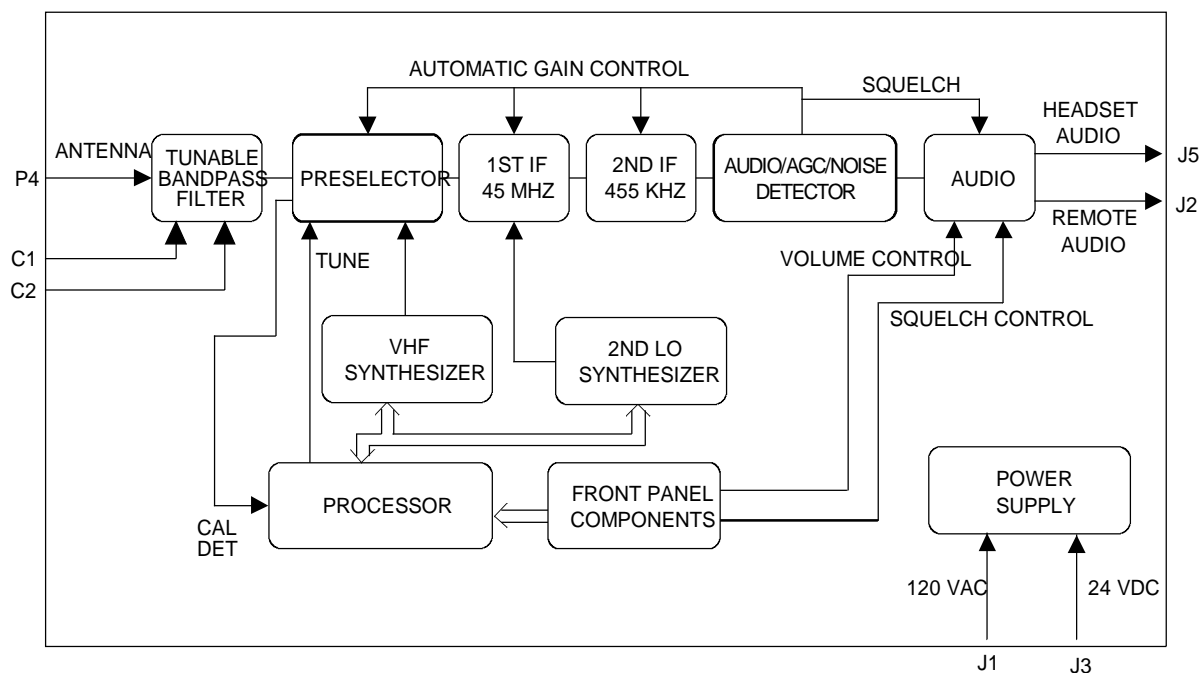 AUTOMATIC GAIN CONTROL
SQUELCH
HEADSET
AUDIO
J5
ANTENNA
P4
TUNABLE
BANDPASS
FILTER
PRESELECTOR
1ST IF
45 MHZ
2ND IF
455 KHZ
AUDIO/AGC/NOISE
DETECTOR
AUDIO
J2
REMOTE
AUDIO
C1
C2
TUNE
VOLUME CONTROL
SQUELCH CONTROL
VHF
SYNTHESIZER
2ND LO
SYNTHESIZER
PROCESSOR
FRONT PANEL
COMPONENTS
POWER
SUPPLY
CAL
DET
120 VAC
24 VDC
J1
J3